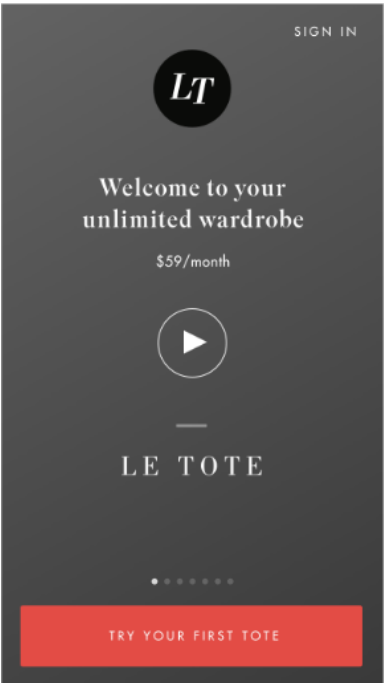 SIGN IN
LT
Welcome to your
unlimited wardrobe
$59/month
LE TOTE
TRY YOUR FIRST TOTE